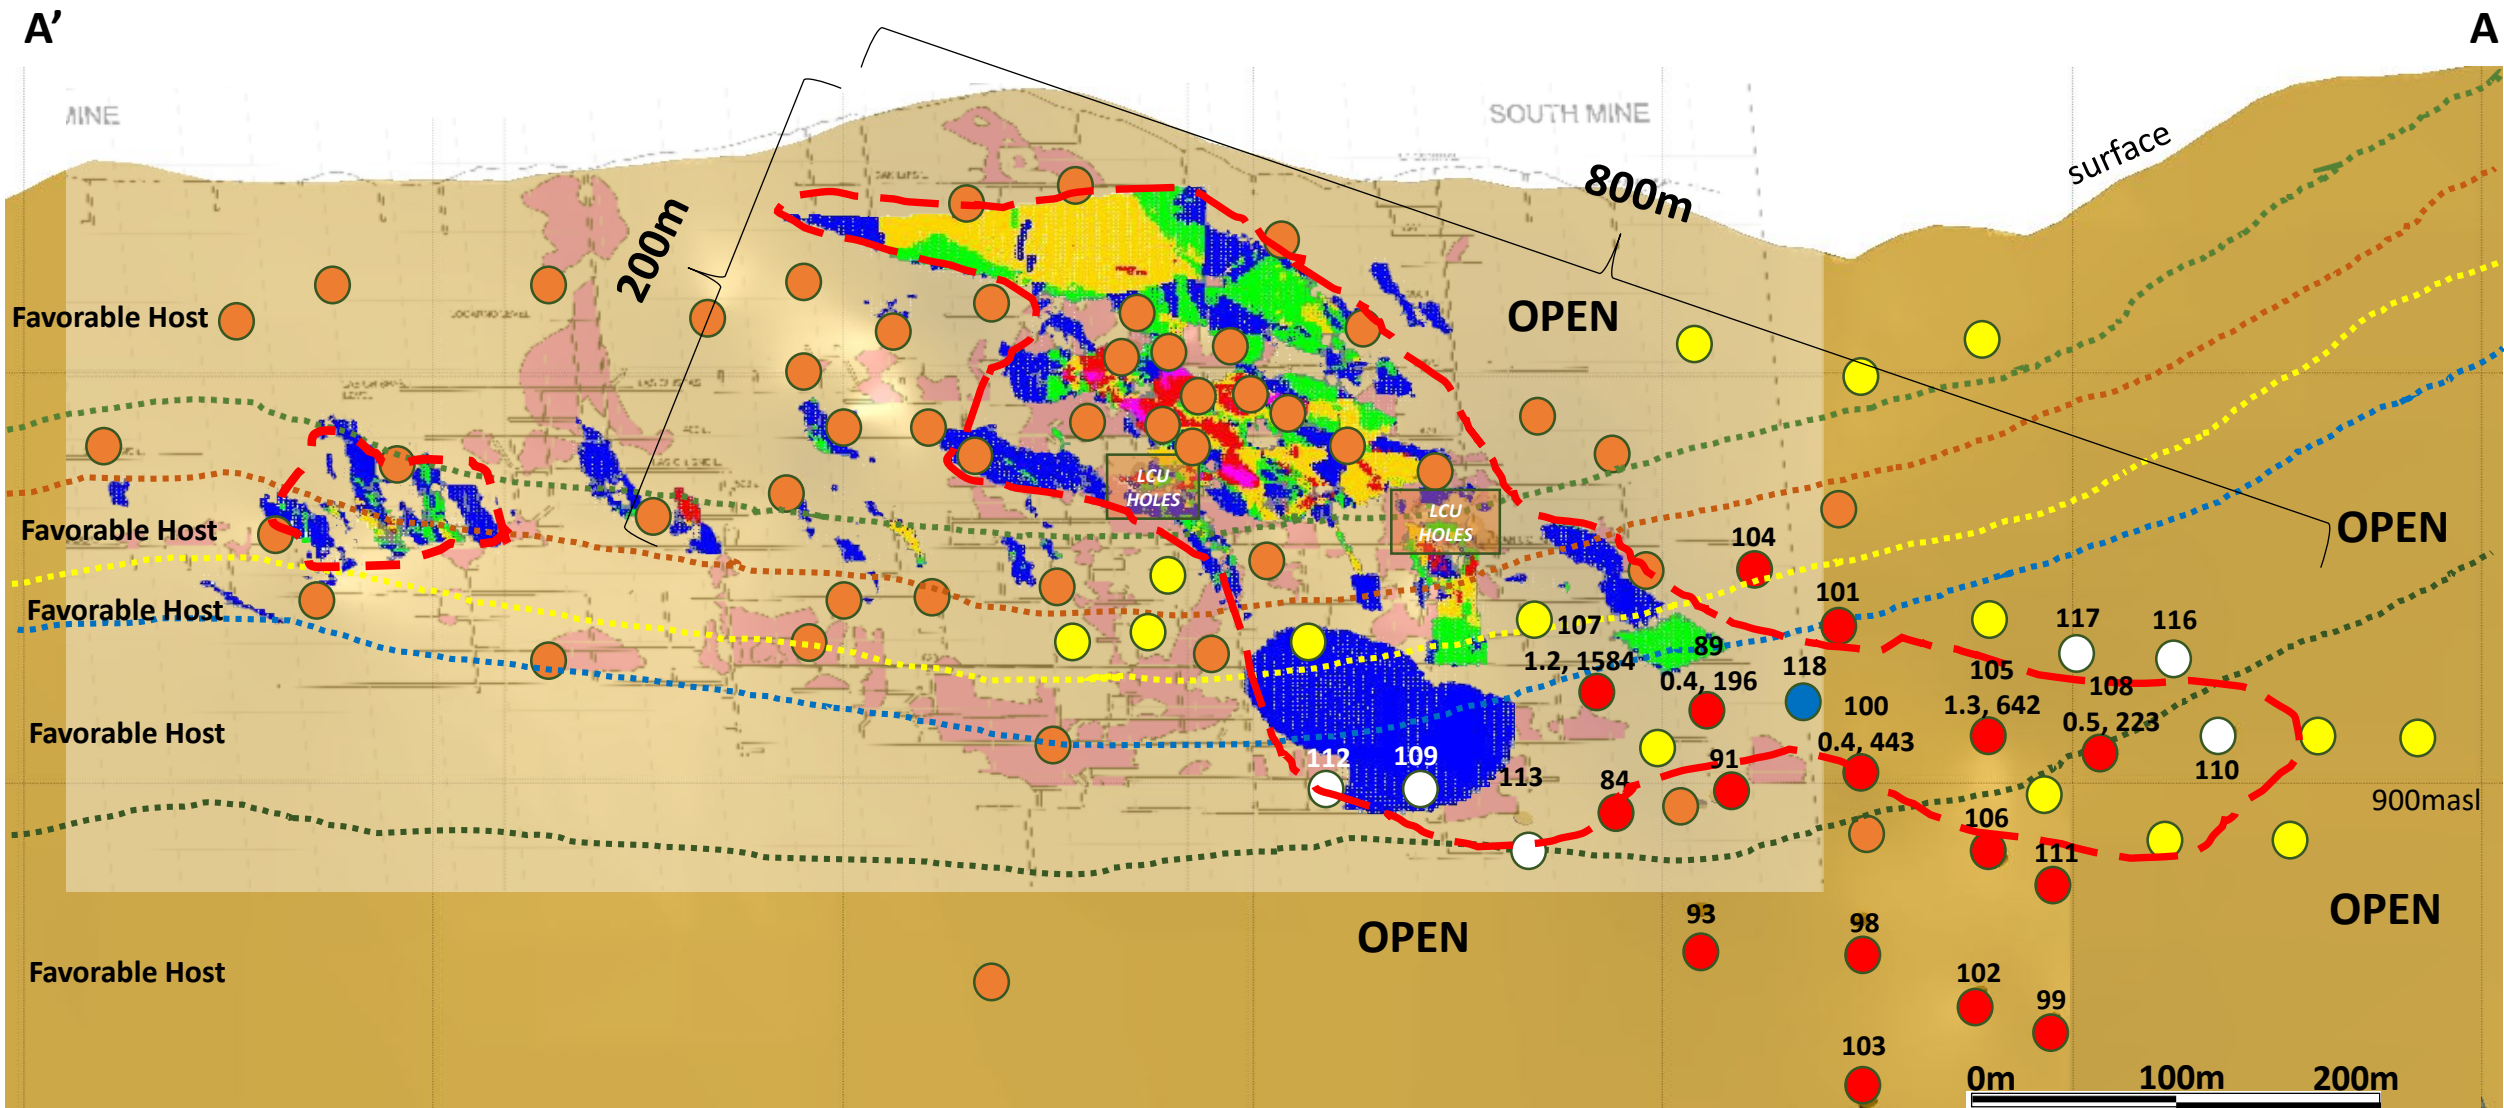 A’
A
MINE
SOUTH MINE
surface
800m
200m
OPEN
Favorable Host
LCU
HOLES
LCU
HOLES
OPEN
Favorable Host
104
101
Favorable Host
107
1.2, 1584
89
0.4, 196
118
117
116
105
1.3, 642
108
0.5, 223
100
0.4, 443
Favorable Host
112
109
113
84
91
110
900masl
106
111
OPEN
OPEN
93
98
Favorable Host
102
99
103
0m
100m
200m